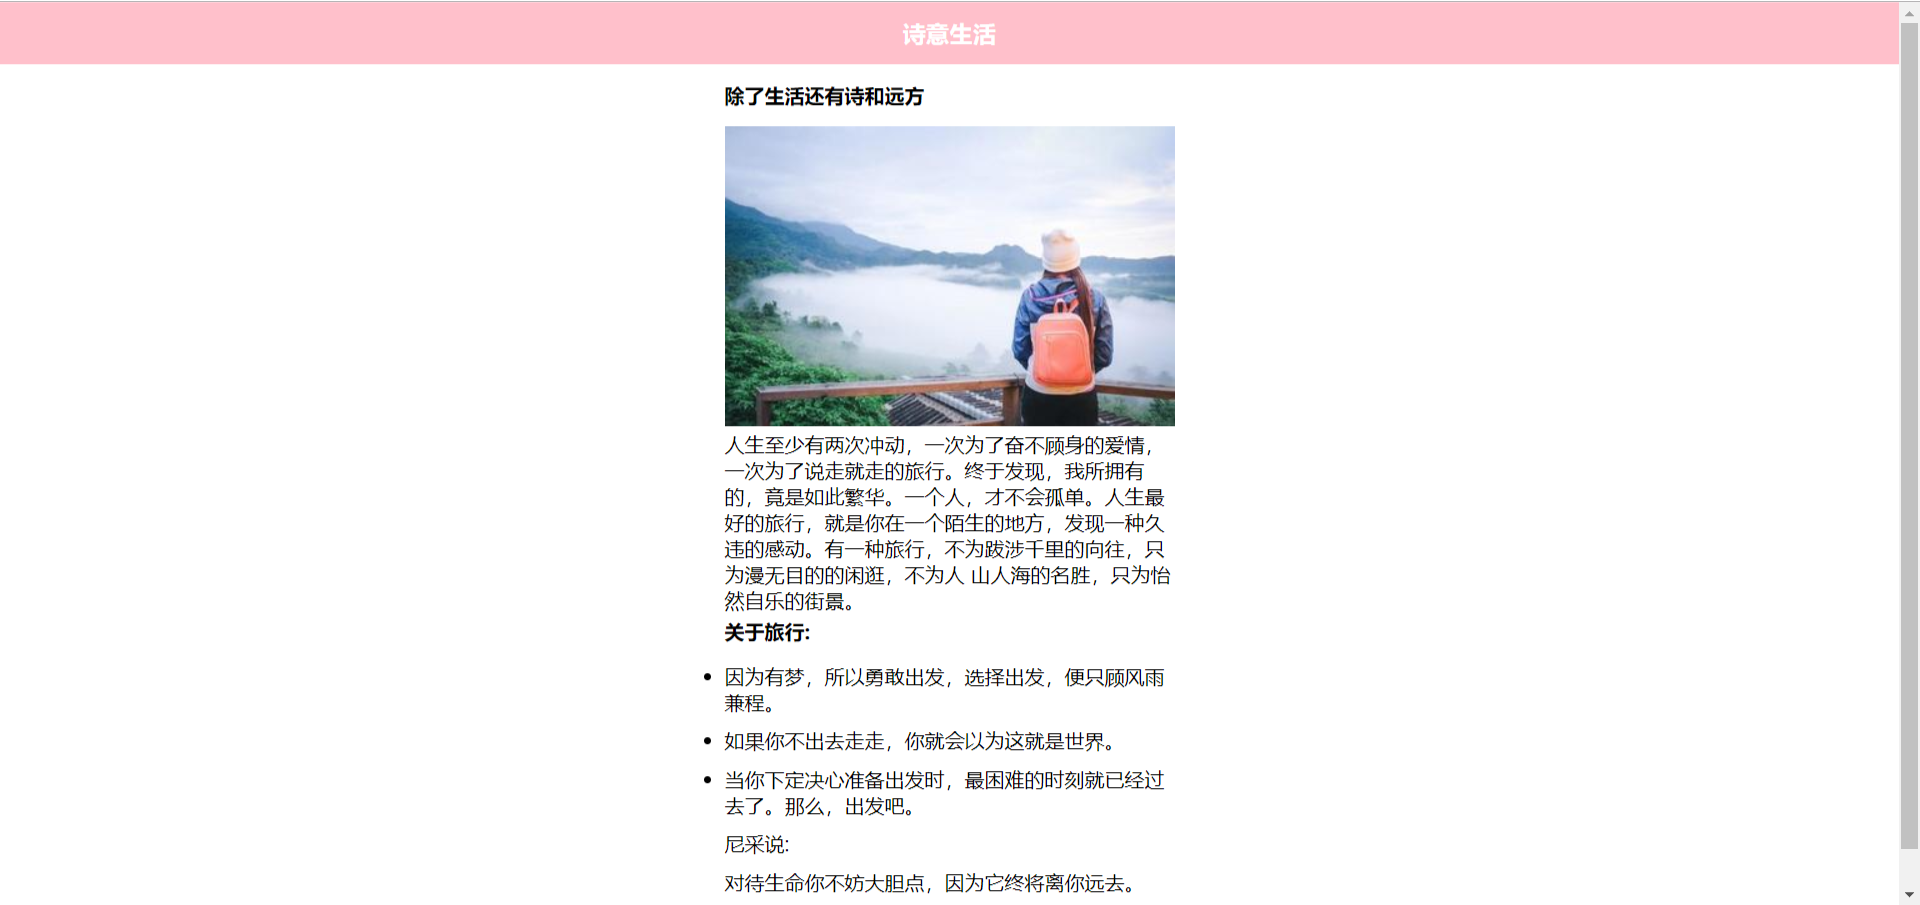 诗意生活
除了生活还有诗和远方
人生至少有两次冲动，一次为了奋不顾身的爱情，
一次为了说走就走的旅行。终于发现，我所拥有
的，竟是如此繁华。一个人，才不会孤单。人生最
好的旅行，就是你在一个陌生的地方，发现一种久
违的感动。有一种旅行，不为跋涉千里的向往，只
为漫无目的的闲逛，不为人 山人海的名胜，只为怡
然自乐的街景。
关于旅行:
因为有梦，所以勇敢出发，选择出发，便只顾风雨
兼程。
如果你不出去走走，你就会以为这就是世界。
当你下定决心准备出发时，最困难的时刻就已经过
去了。那么，出发吧。
尼采说:
对待生命你不妨大胆点，因为它终将离你远去。